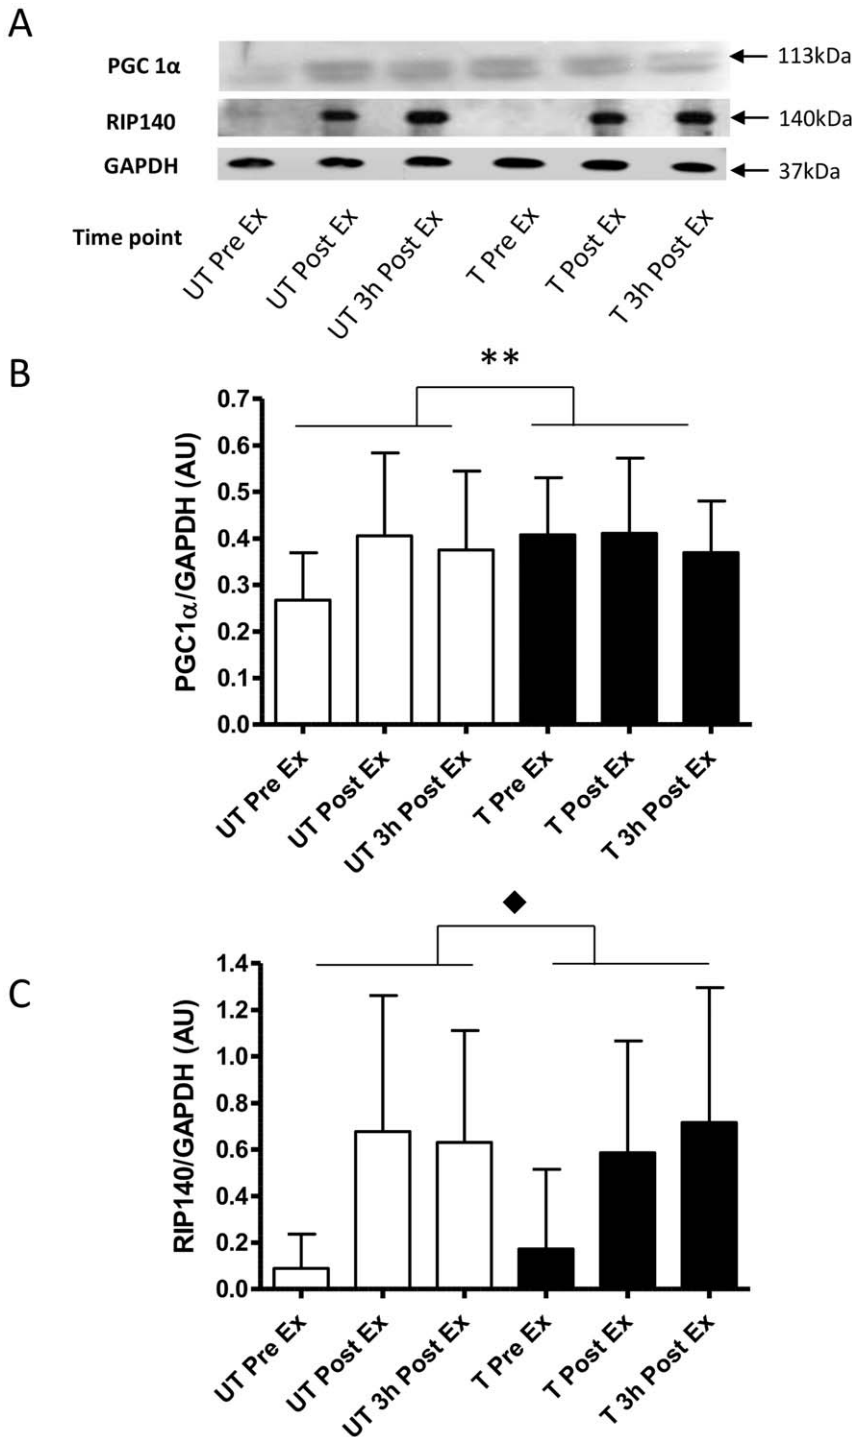 A
PGC 1α
113kDa
RIP140
140kDa
GAPDH
37kDa
Time point
UT Pre Ex
UT Post Ex
UT 3h Post Ex
T Pre Ex
T Post Ex
T 3h Post Ex
B
**
PGC1α/GAPDH (AU)
0.7
0.6
0.5
0.4
0.3
0.2
0.1
0.0
UT Pre Ex
UT Post Ex
UT 3h Post Ex
T Pre Ex
T Post Ex
T 3h Post Ex
C
◆
RIP140/GAPDH (AU)
1.4
1.2
1.0
0.8
0.6
0.4
0.2
0.0
UT Pre Ex
UT Post Ex
UT 3h Post Ex
T Pre Ex
T Post Ex
T 3h Post Ex